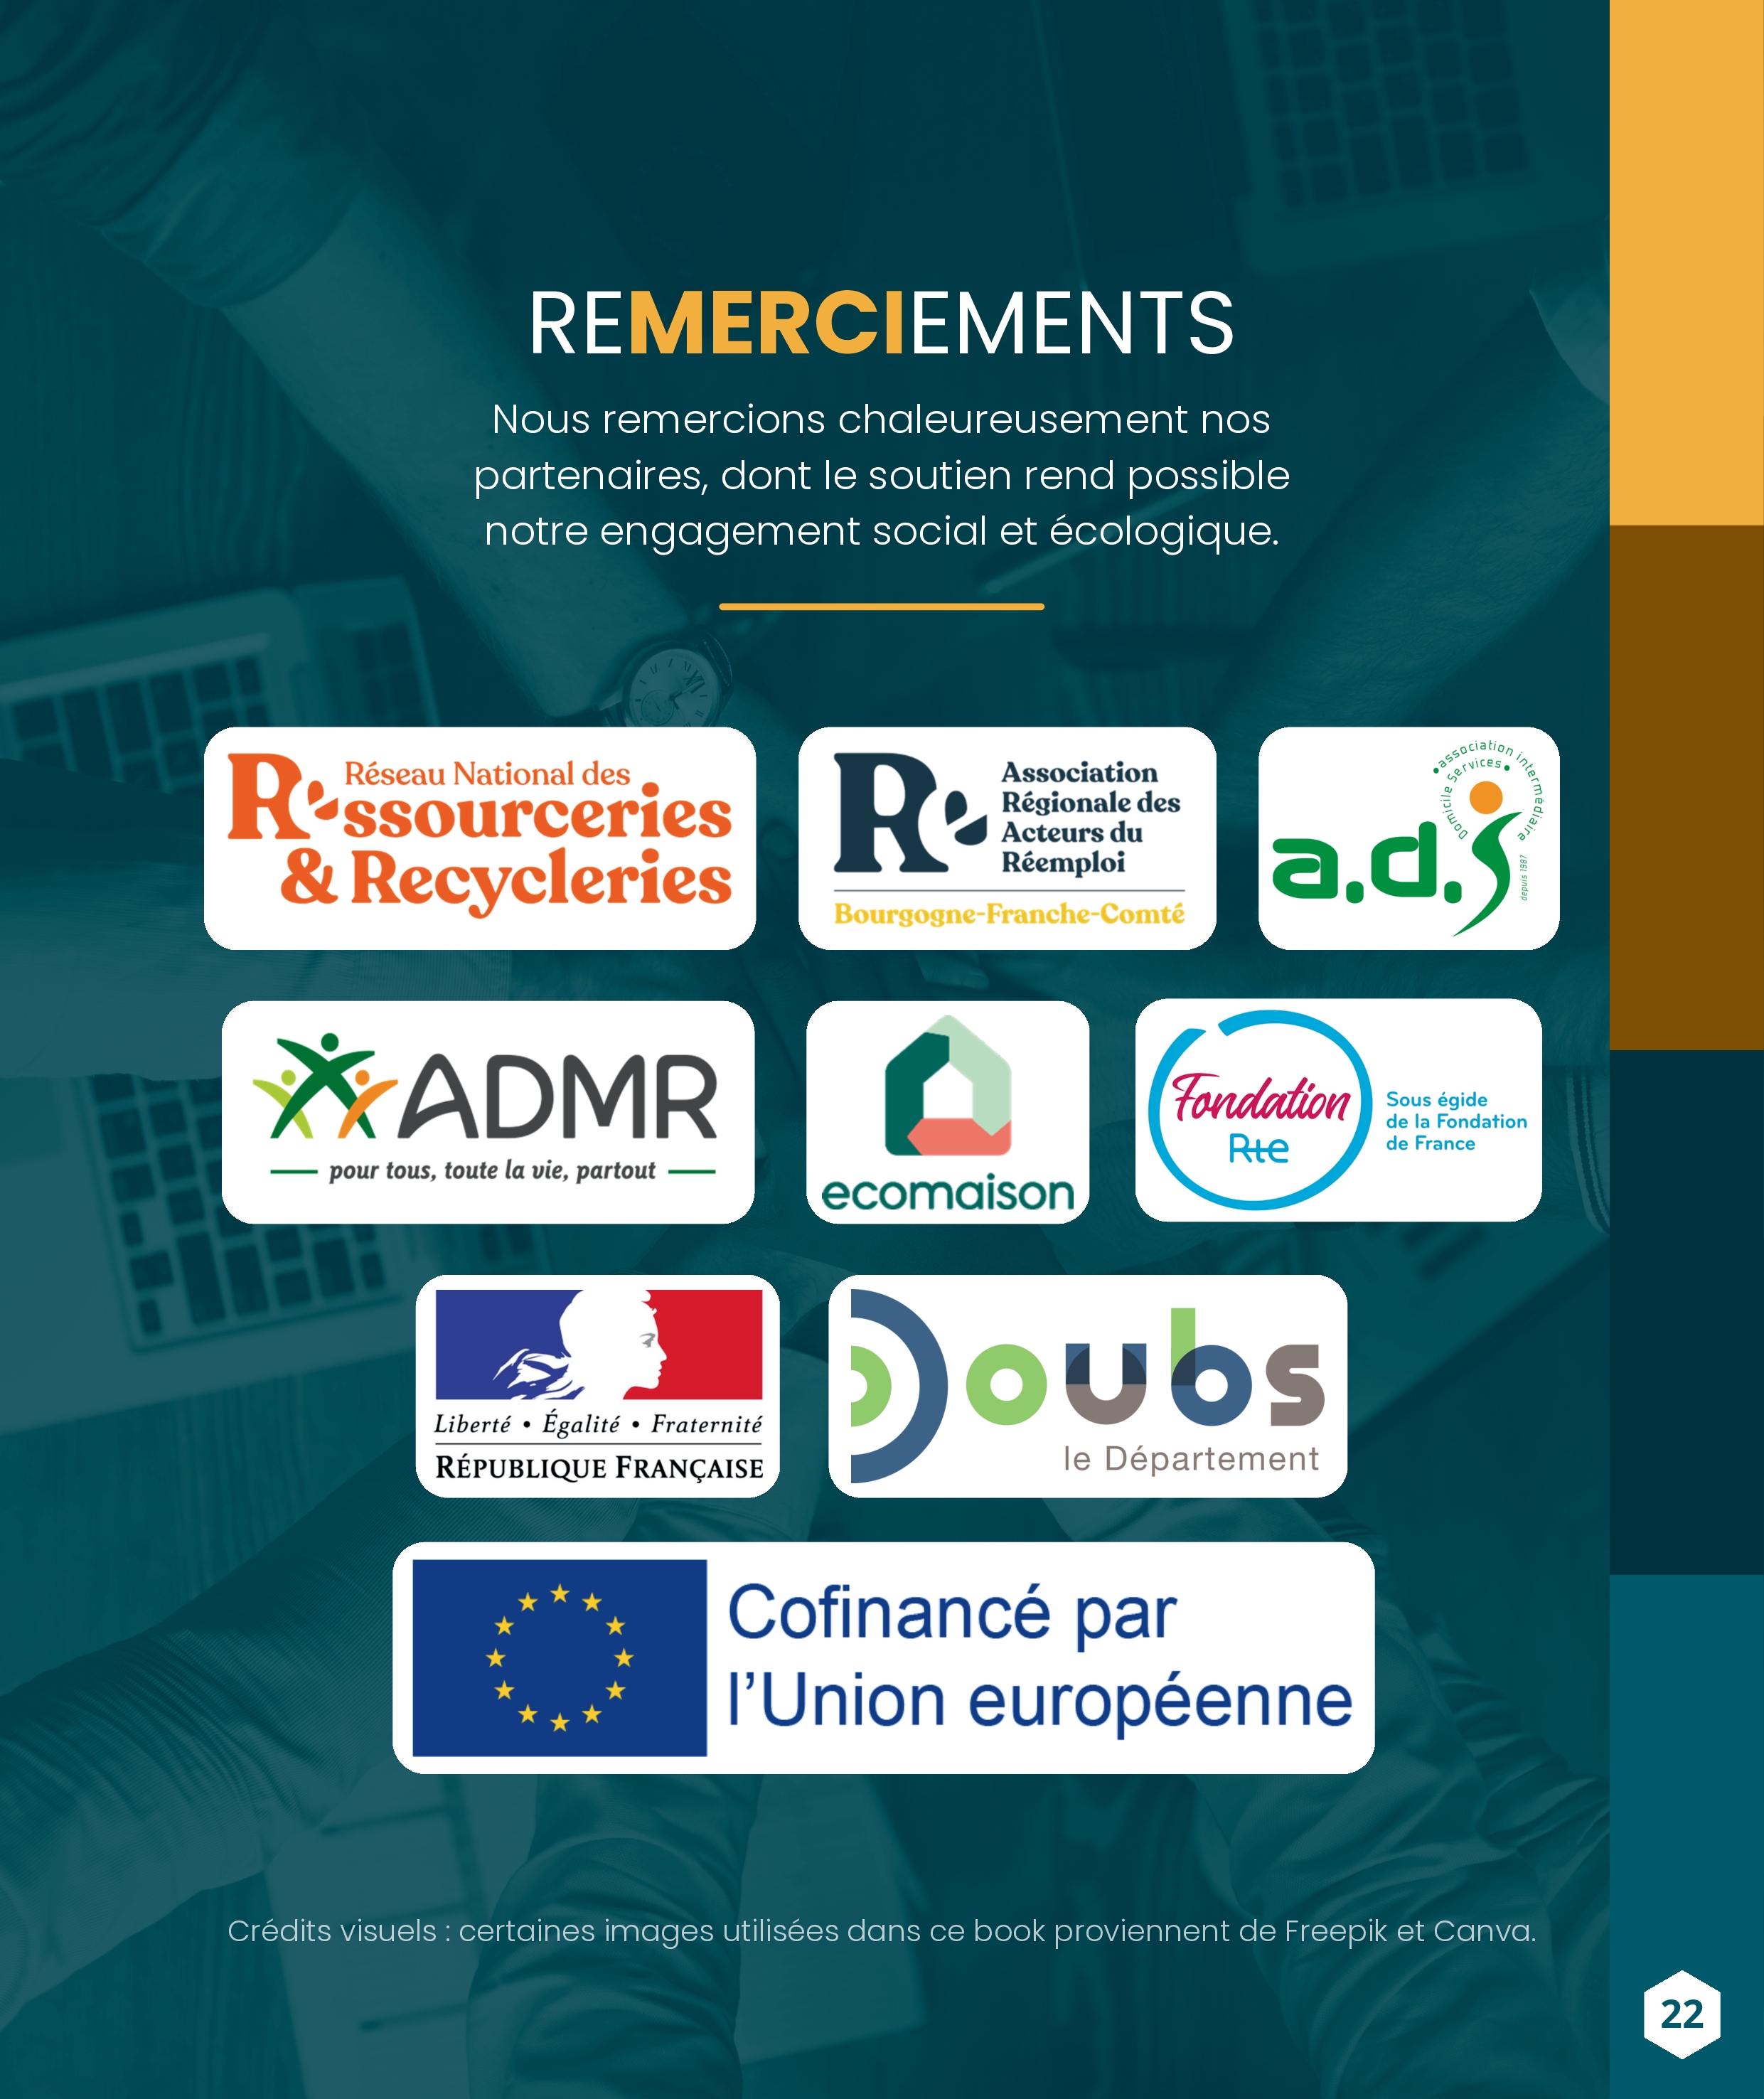 REMERCIEMENTS
Nous remercions chaleureusement nos
partenaires, dont le soutien rend possible
notre engagement social et écologique.
Réseau National des
Ressourceries
& Recycleries
Re
Association
Régionale des
Acteurs du
Réemploi
Bourgogne-Franche-Comté
a.d.s
association intermédiaire
Domicile Services
depuis 1987
ADMR
pour tous, toute la vie, partout
ecomaison
Fondation
Rte
Sous égide
de la Fondation
de France
Liberté • Égalité • Fraternité
RÉPUBLIQUE FRANÇAISE
Doubs
le Département
Cofinancé par
l’Union européenne
Crédits visuels : certaines images utilisées dans ce book proviennent de Freepik et Canva.
22